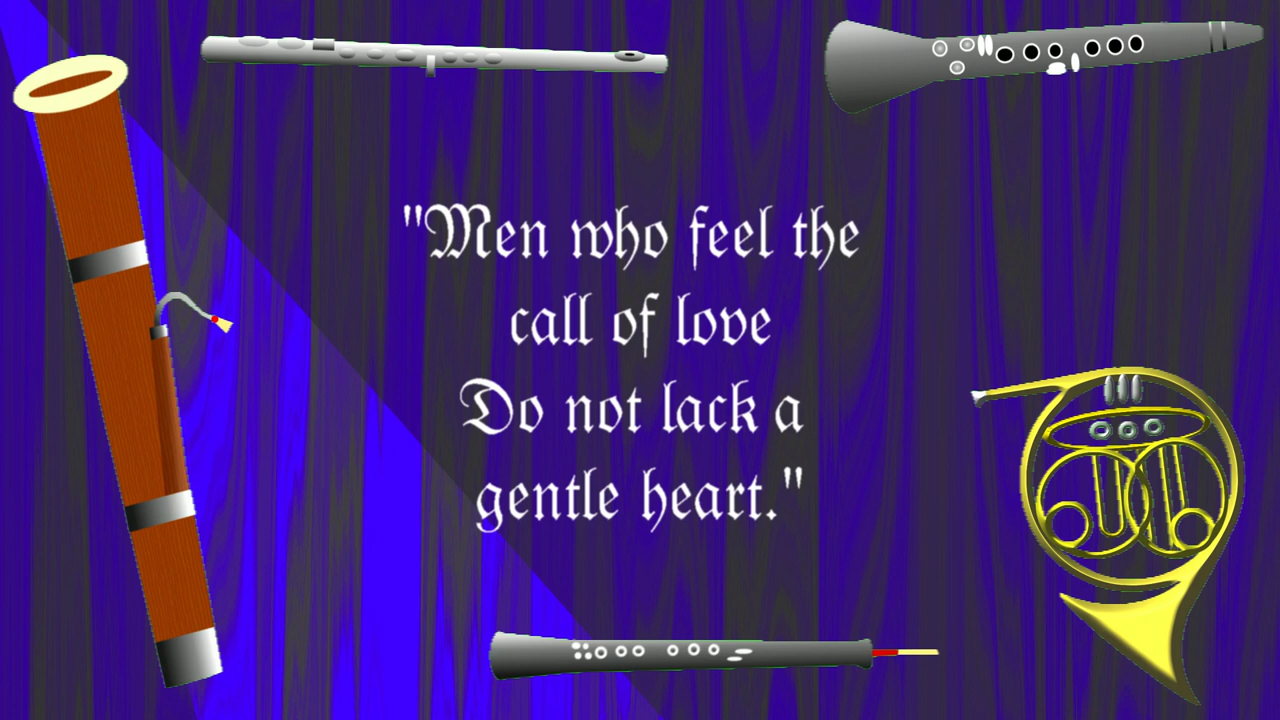 "Men who feel the
call of love
Do not lack a
gentle heart."